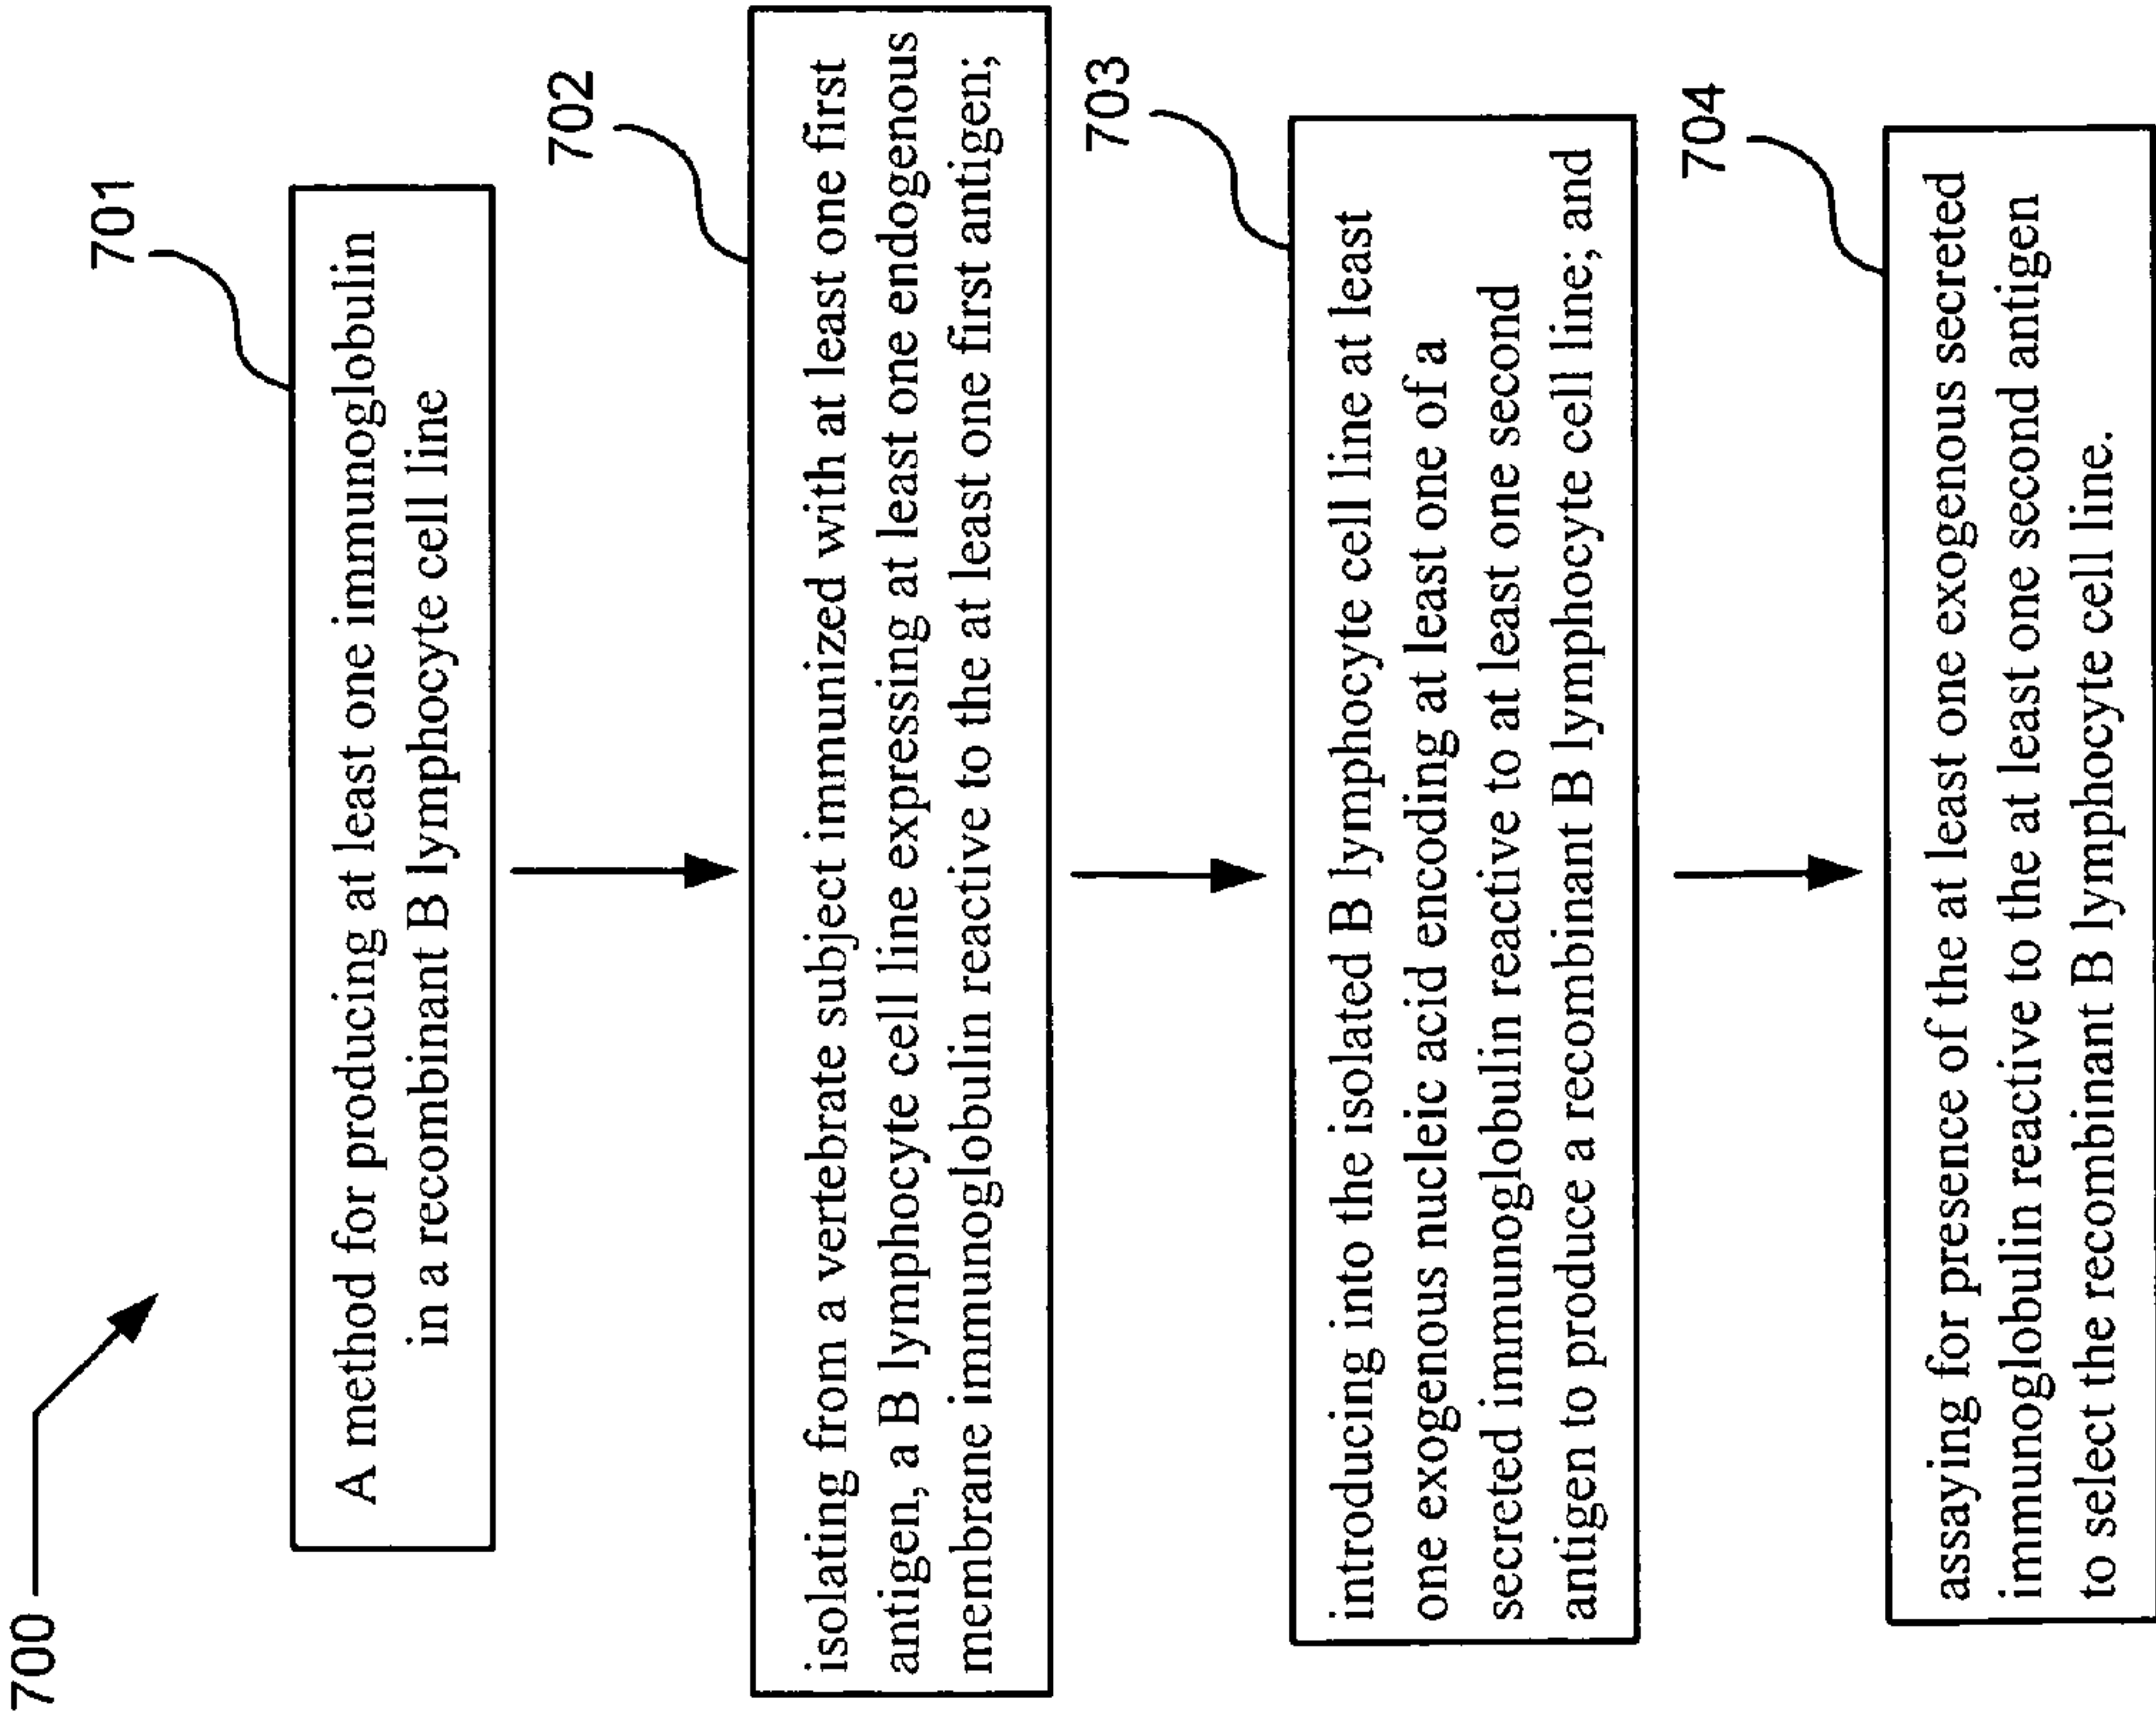 700
701
A method for producing at least one immunoglobulin
in a recombinant B lymphocyte cell line
702
isolating from a vertebrate subject immunized with at least one first
antigen, a B lymphocyte cell line expressing at least one endogenous
membrane immunoglobulin reactive to the at least one first antigen;
703
introducing into the isolated B lymphocyte cell line at least
one exogenous nucleic acid encoding at least one of a
secreted immunoglobulin reactive to at least one second
antigen to produce a recombinant B lymphocyte cell line; and
704
assaying for presence of the at least one exogenous secreted
immunoglobulin reactive to the at least one second antigen
to select the recombinant B lymphocyte cell line.